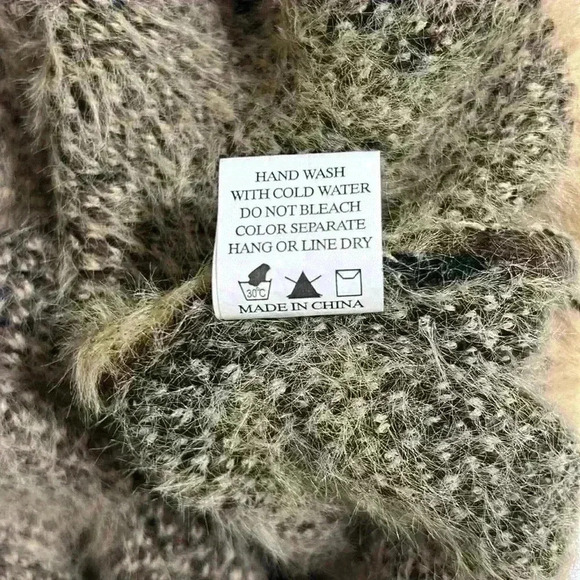 HAND WASH
WITH COLD WATER
DO NOT BLEACH
COLOR SEPARATE
HANG OR LINE DRY
30°C
MADE IN CHINA